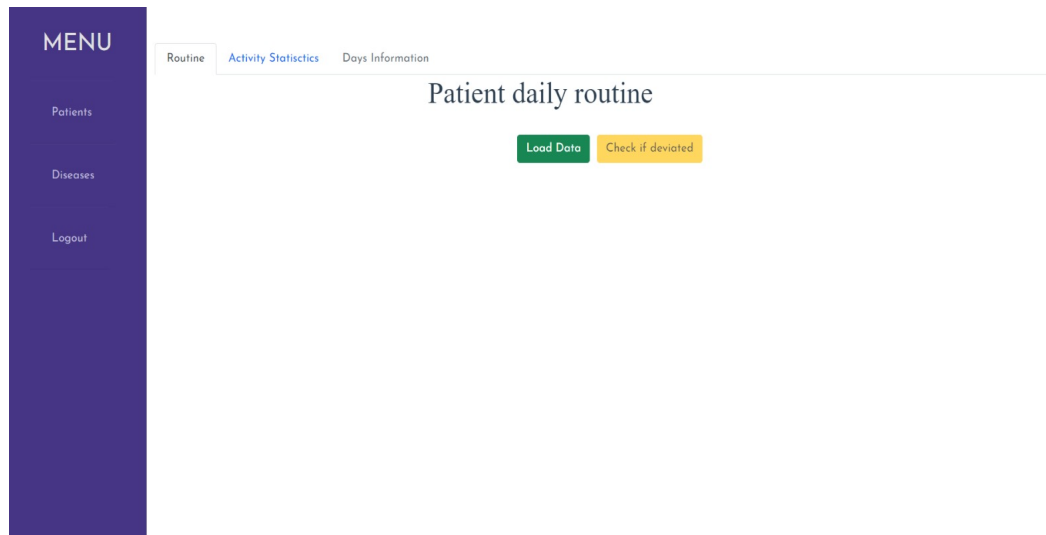 MENU
Patients
Diseases
Logout
Routine Activity Statisctics Days Information
Patient daily routine
Load Data Check if deviated